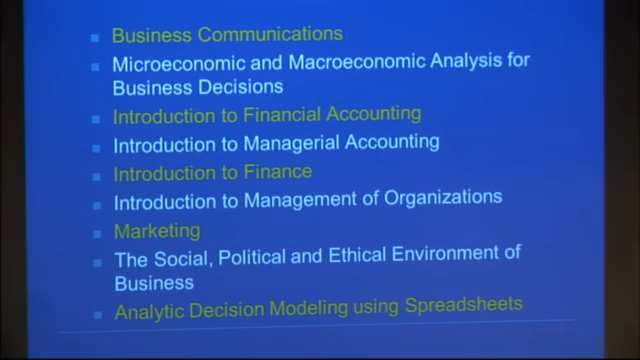 Business Communications
Microeconomic and Macroeconomic Analysis for
Business Decisions
Introduction to Financial Accounting
Introduction to Managerial Accounting
Introduction to Finance
Introduction to Management of Organizations
Marketing
The Social, Political and Ethical Environment of
Business
Analytic Decision Modeling using Spreadsheets